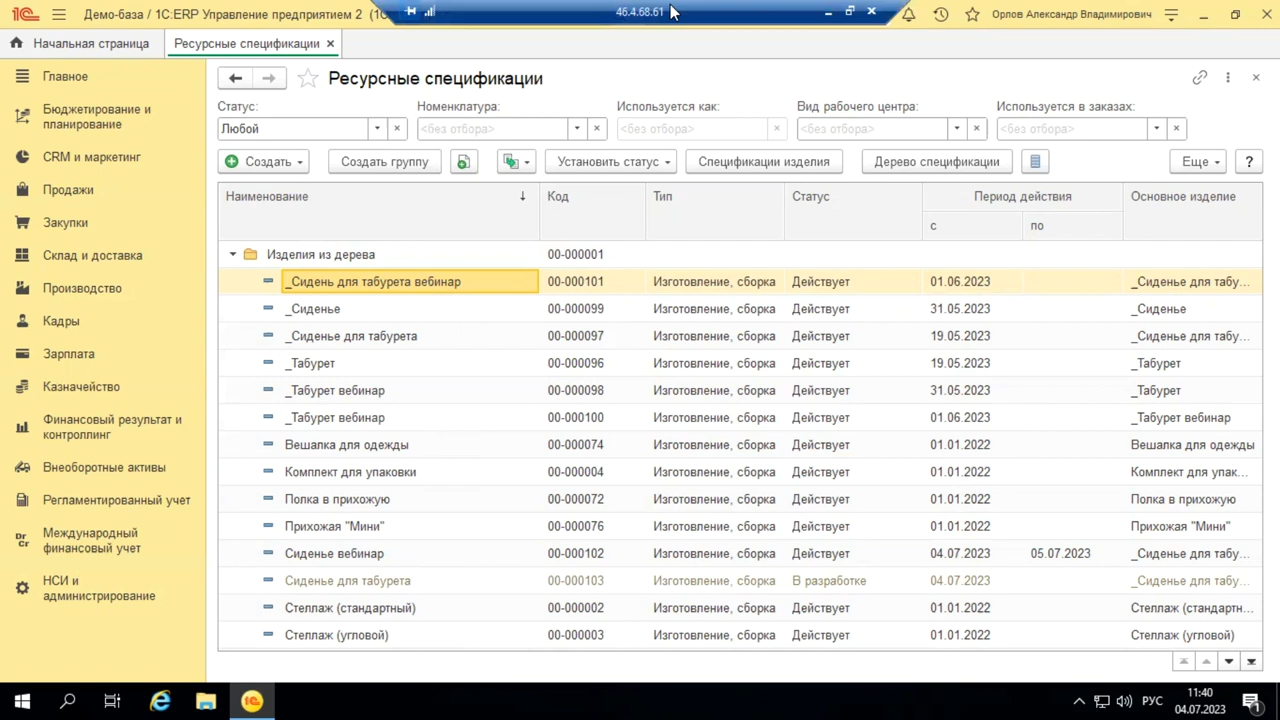 Демо-база / 1С:ERP Управление предприятием 2 (1С
46.4.68.61
Орлов Александр Владимирович
Начальная страница
Ресурсные спецификации
Главное
Бюджетирование и
планирование
CRM и маркетинг
Продажи
Закупки
Склад и доставка
Производство
Кадры
Зарплата
Казначейство
Финансовый результат и
контроллинг
Внеоборотные активы
Регламентированный учет
Dr
Cr
Международный
финансовый учет
НСИ и
администрирование
Ресурсные спецификации
Статус: Номенклатура: Используется как: Вид рабочего центра: Используется в заказах:
Любой <без отбора> <без отбора> <без отбора> <без отбора>
Создать Создать группу Установить статус Спецификации изделия Дерево спецификации Еще ?
Наименование Код Тип Статус Период действия Основное изделие
с по
Изделия из дерева 00-000001
_Сидень для табурета вебинар 00-000101 Изготовление, сборка Действует 01.06.2023 _Сиденье для табу...
_Сиденье 00-000099 Изготовление, сборка Действует 31.05.2023 _Сиденье
_Сиденье для табурета 00-000097 Изготовление, сборка Действует 19.05.2023 _Сиденье для табу...
_Табурет 00-000096 Изготовление, сборка Действует 19.05.2023 _Табурет
_Табурет вебинар 00-000098 Изготовление, сборка Действует 31.05.2023 _Табурет
_Табурет вебинар 00-000100 Изготовление, сборка Действует 01.06.2023 _Табурет вебинар
Вешалка для одежды 00-000074 Изготовление, сборка Действует 01.01.2022 Вешалка для одежды
Комплект для упаковки 00-000004 Изготовление, сборка Действует 01.01.2022 Комплект для упак...
Полка в прихожую 00-000072 Изготовление, сборка Действует 01.01.2022 Полка в прихожую
Прихожая "Мини" 00-000076 Изготовление, сборка Действует 01.01.2022 Прихожая "Мини"
Сиденье вебинар 00-000102 Изготовление, сборка Действует 04.07.2023 05.07.2023 _Сиденье для табу...
Сиденье для табурета 00-000103 Изготовление, сборка В разработке 04.07.2023 _Сиденье для табу...
Стеллаж (стандартный) 00-000002 Изготовление, сборка Действует 01.01.2022 Стеллаж (стандартн...
Стеллаж (угловой) 00-000003 Изготовление, сборка Действует 01.01.2022 Стеллаж (угловой)
РУС
11:40
04.07.2023
1